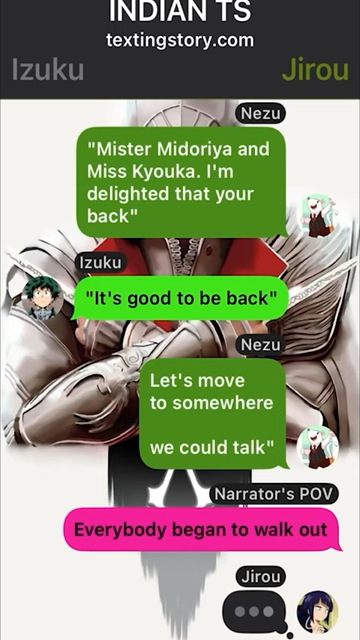 INDIAN TS
textingstory.com
Izuku
Jirou
Nezu
"Mister Midoriya and
Miss Kyouka. I'm
delighted that your
back"
Izuku
"It's good to be back"
Nezu
Let's move
to somewhere
we could talk"
Narrator's POV
Everybody began to walk out
Jirou